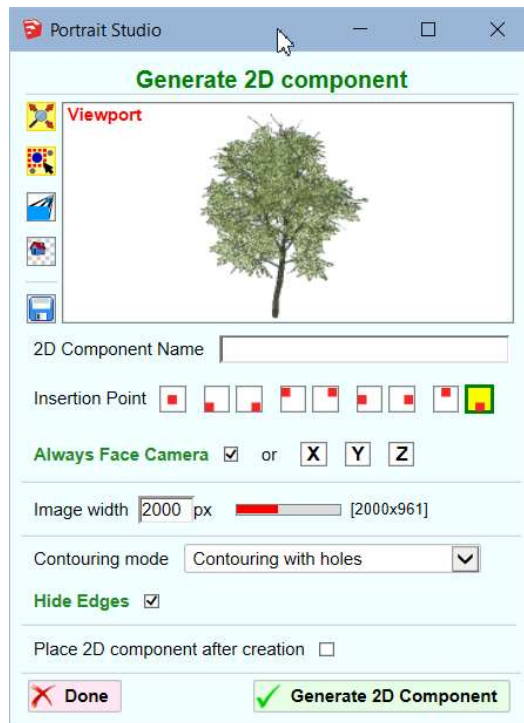 Portrait Studio
Generate 2D component
Viewport
2D Component Name
Insertion Point
Always Face Camera or X Y Z
Image width 2000 px [2000x961]
Contouring mode Contouring with holes
Hide Edges
Place 2D component after creation
Done Generate 2D Component